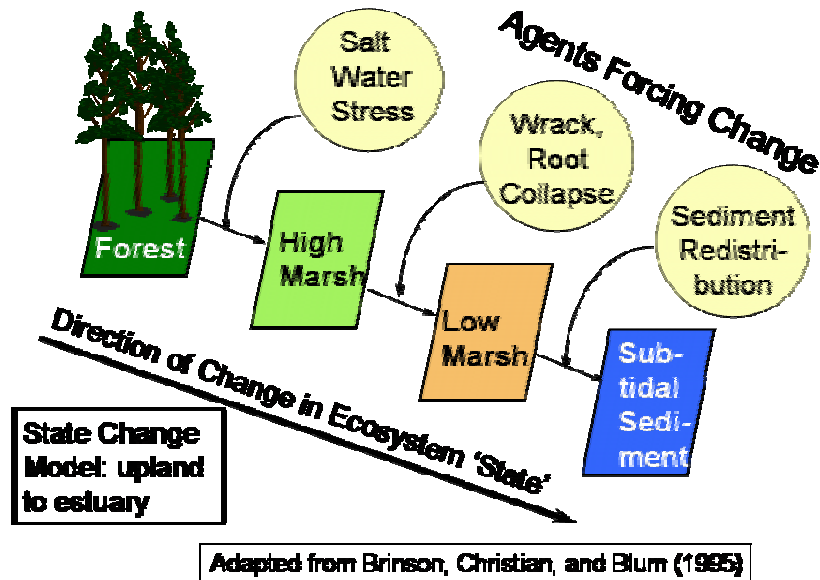 Agents Forcing Change
Salt
Water
Stress
Wrack,
Root
Collapse
Sediment
Redistri-
bution
Forest
High
Marsh
Low
Marsh
Sub-
tidal
Sedi-
ment
Direction of Change in Ecosystem ‘State’
State Change
Model: upland
to estuary
Adapted from Brinson, Christian, and Blum (1995)